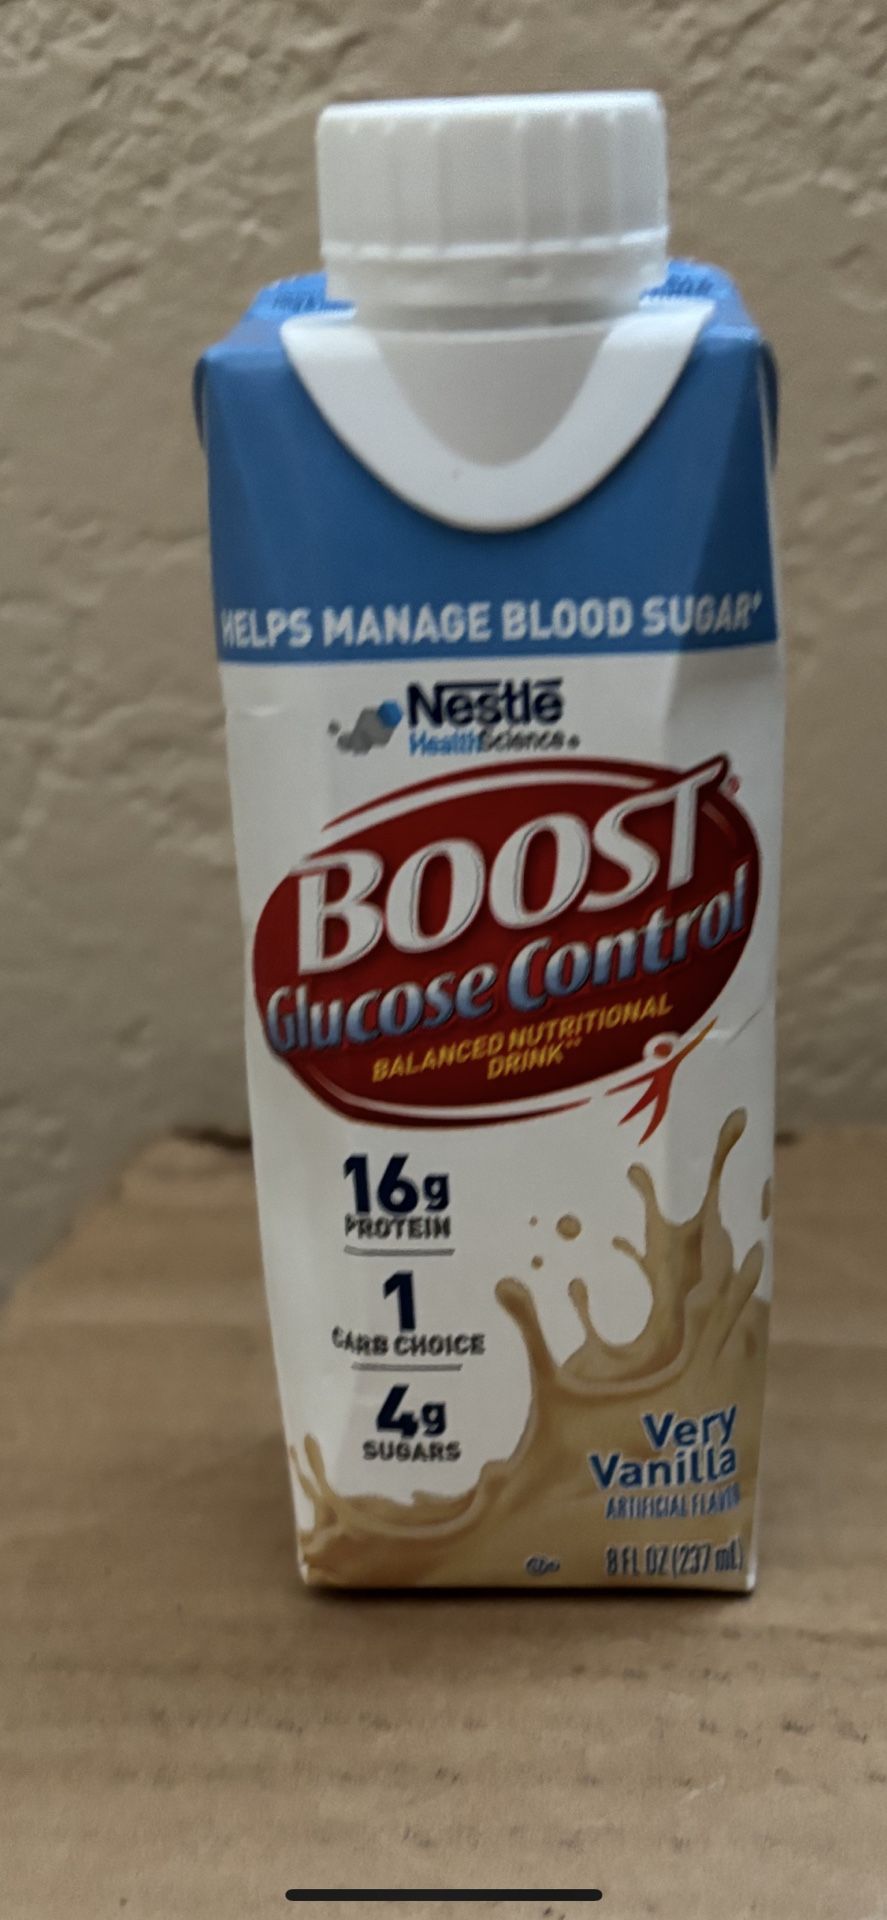 HELPS MANAGE BLOOD SUGAR*
Nestlé
HealthScience
BOOST®
Glucose Control
BALANCED NUTRITIONAL
DRINK**
16g
PROTEIN
1
CARB CHOICE
4g
SUGARS
Very
Vanilla
ARTIFICIAL FLAVOR
8 FL OZ (237 mL)